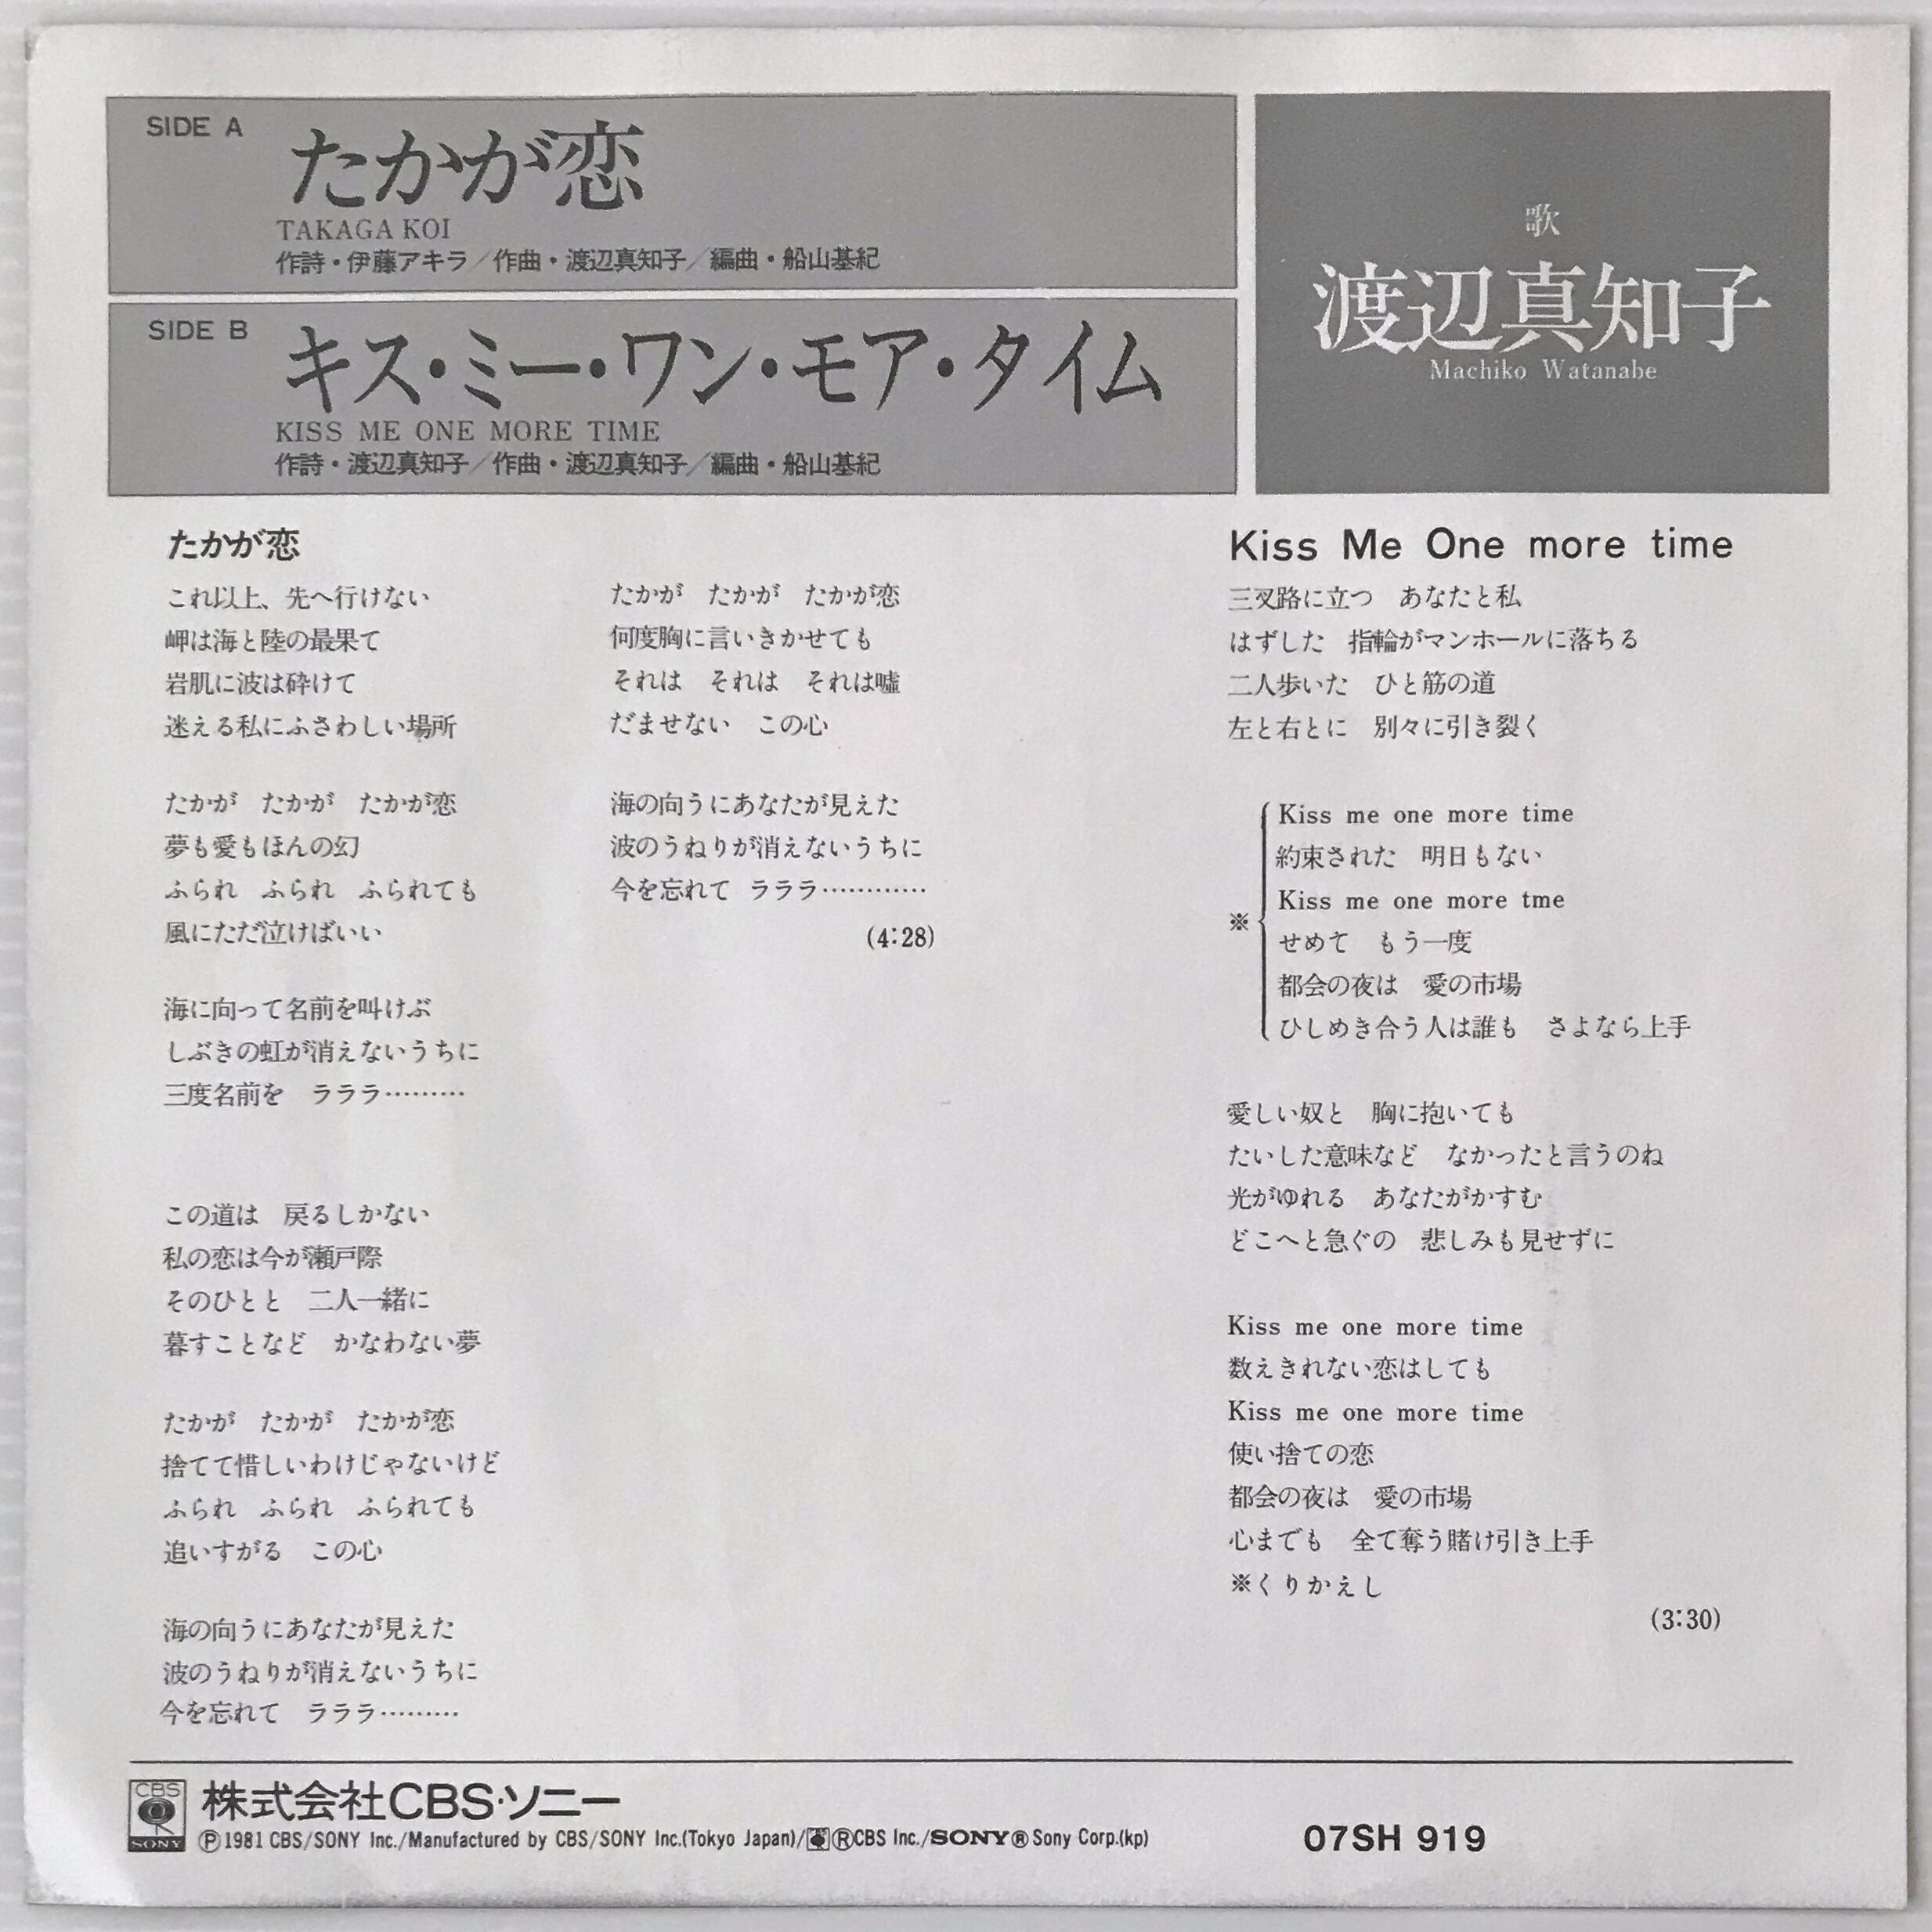 SIDE A
たかが恋
TAKAGA KOI
作詩・伊藤アキラ／作曲・渡辺真知子／編曲・船山基紀
SIDE B
キス・ミー・ワン・モア・タイム
KISS ME ONE MORE TIME
作詩・渡辺真知子／作曲・渡辺真知子／編曲・船山基紀
歌
渡辺真知子
Machiko Watanabe
たかが恋
これ以上、先へ行けない
岬は海と陸の最果て
岩肌に波は砕けて
迷える私にふさわしい場所
たかが　たかが　たかが恋
夢も愛もほんの幻
ふられ　ふられ　ふられても
風にただ泣けばいい
海に向って名前を叫けぶ
しぶきの虹が消えないうちに
三度名前を　ラララ………
この道は　戻るしかない
私の恋は今が瀬戸際
そのひとと　二人一緒に
暮すことなど　かなわない夢
たかが　たかが　たかが恋
捨てて惜しいわけじゃないけど
ふられ　ふられ　ふられても
追いすがる　この心
海の向うにあなたが見えた
波のうねりが消えないうちに
今を忘れて　ラララ………
たかが　たかが　たかが恋
何度胸に言いきかせても
それは　それは　それは嘘
だませない　この心
海の向うにあなたが見えた
波のうねりが消えないうちに
今を忘れて　ラララ…………
(4:28)
Kiss Me One more time
三叉路に立つ　あなたと私
はずした　指輪がマンホールに落ちる
二人歩いた　ひと筋の道
左と右とに　別々に引き裂く
Kiss me one more time
約束された　明日もない
Kiss me one more tme
※
せめて　もう一度
都会の夜は　愛の市場
ひしめき合う人は誰も　さよなら上手
愛しい奴と　胸に抱いても
たいした意味など　なかったと言うのね
光がゆれる　あなたがかすむ
どこへと急ぐの　悲しみも見せずに
Kiss me one more time
数えきれない恋はしても
Kiss me one more time
使い捨ての恋
都会の夜は　愛の市場
心までも　全て奪う賭け引き上手
※くりかえし
(3:30)
CBS
SONY
株式会社CBS・ソニー
Ⓟ1981 CBS/SONY Inc./Manufactured by CBS/SONY Inc.(Tokyo Japan)/®CBS Inc./SONY® Sony Corp.(kp)
07SH 919